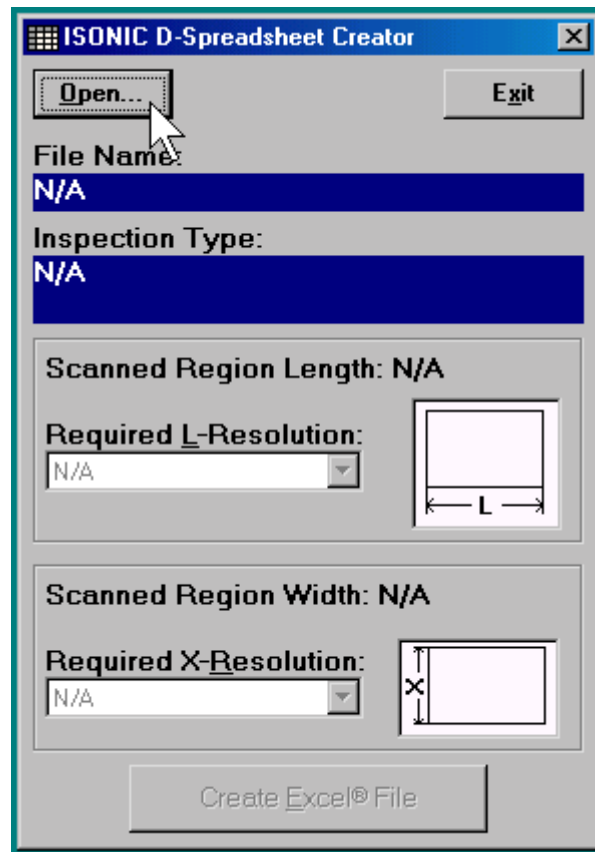 ISONIC D-Spreadsheet Creator
Open...
Exit
File Name:
N/A
Inspection Type:
N/A
Scanned Region Length: N/A
Required L-Resolution:
N/A
L
Scanned Region Width: N/A
Required X-Resolution:
N/A
X
Create Excel® File